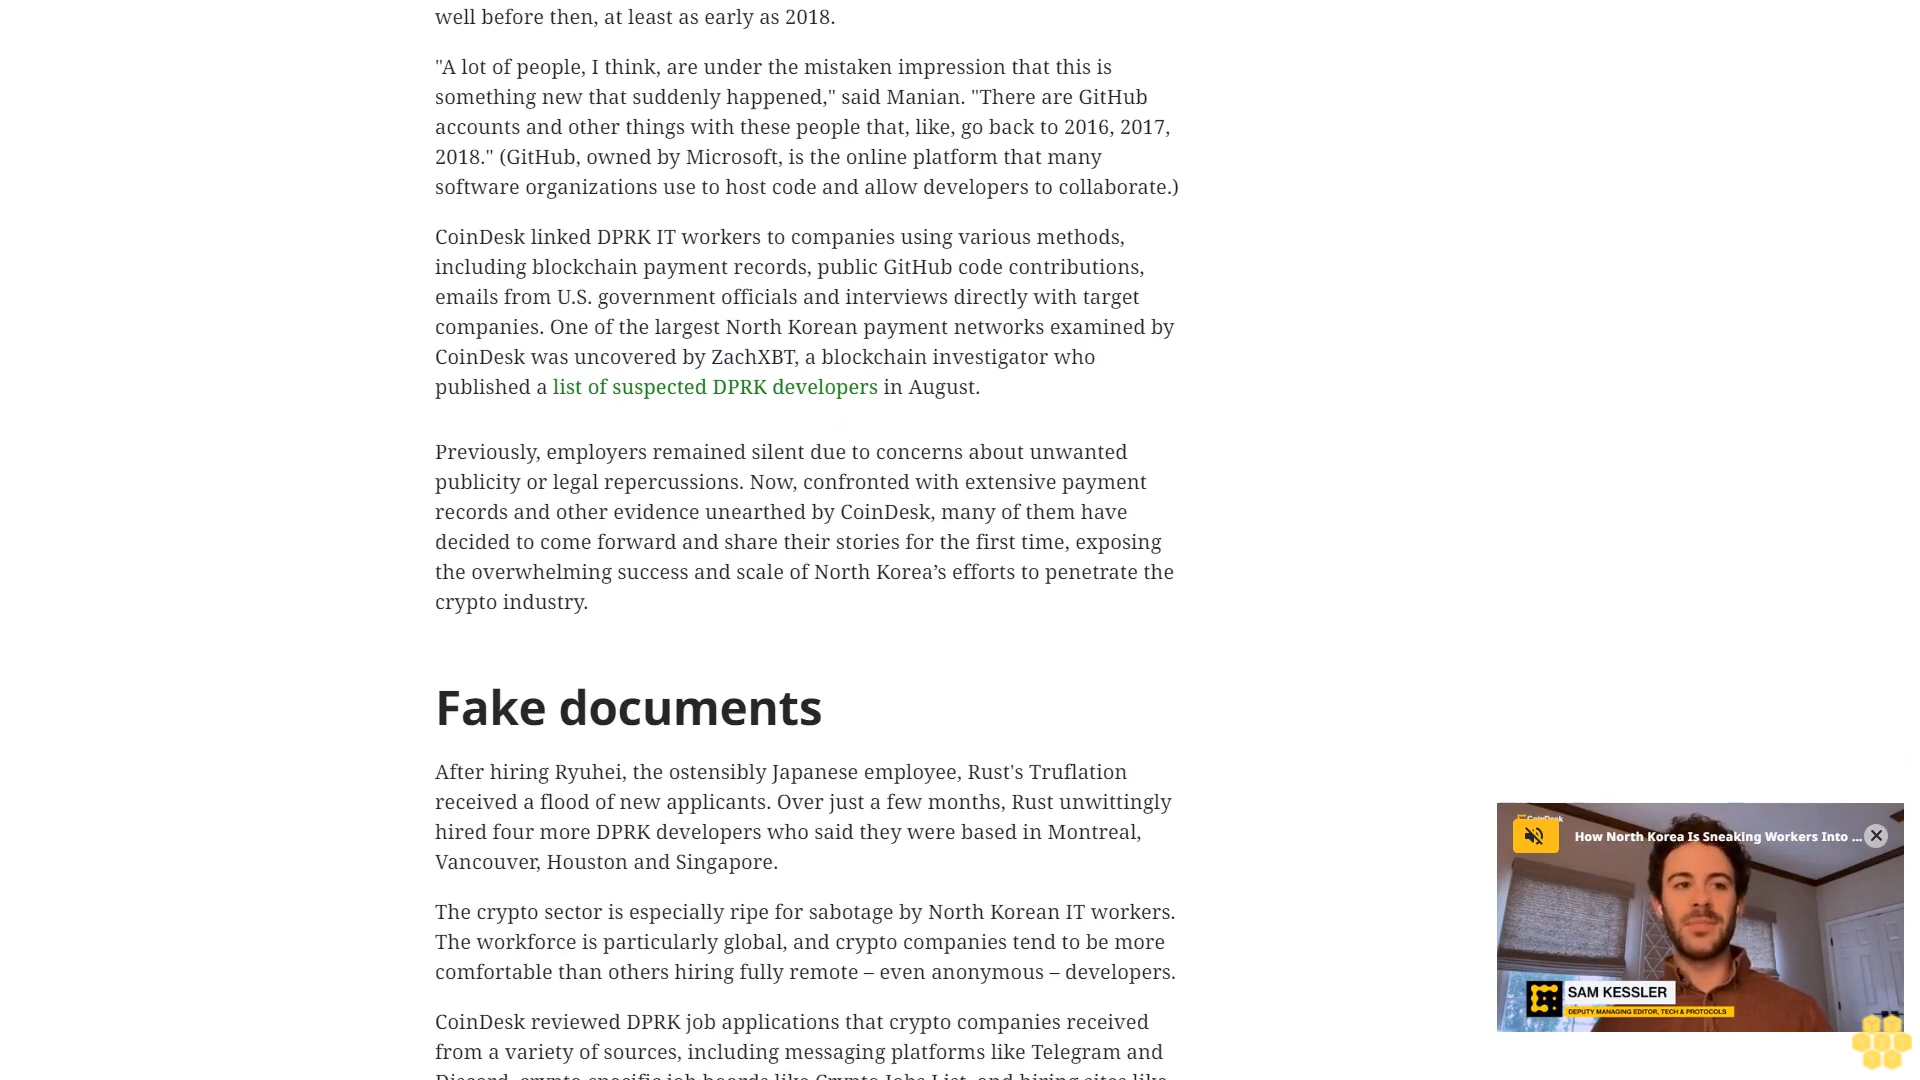 well before then, at least as early as 2018.
"A lot of people, I think, are under the mistaken impression that this is
something new that suddenly happened," said Manian. "There are GitHub
accounts and other things with these people that, like, go back to 2016, 2017,
2018." (GitHub, owned by Microsoft, is the online platform that many
software organizations use to host code and allow developers to collaborate.)
CoinDesk linked DPRK IT workers to companies using various methods,
including blockchain payment records, public GitHub code contributions,
emails from U.S. government officials and interviews directly with target
companies. One of the largest North Korean payment networks examined by
CoinDesk was uncovered by ZachXBT, a blockchain investigator who
published a list of suspected DPRK developers in August.
Previously, employers remained silent due to concerns about unwanted
publicity or legal repercussions. Now, confronted with extensive payment
records and other evidence unearthed by CoinDesk, many of them have
decided to come forward and share their stories for the first time, exposing
the overwhelming success and scale of North Korea’s efforts to penetrate the
crypto industry.
Fake documents
After hiring Ryuhei, the ostensibly Japanese employee, Rust's Truflation
received a flood of new applicants. Over just a few months, Rust unwittingly
hired four more DPRK developers who said they were based in Montreal,
Vancouver, Houston and Singapore.
The crypto sector is especially ripe for sabotage by North Korean IT workers.
The workforce is particularly global, and crypto companies tend to be more
comfortable than others hiring fully remote – even anonymous – developers.
CoinDesk reviewed DPRK job applications that crypto companies received
from a variety of sources, including messaging platforms like Telegram and
Discord, crypto-specific job boards like Crypto Jobs List, and hiring sites like
CoinDesk
How North Korea Is Sneaking Workers Into ...
SAM KESSLER
DEPUTY MANAGING EDITOR, TECH & PROTOCOLS